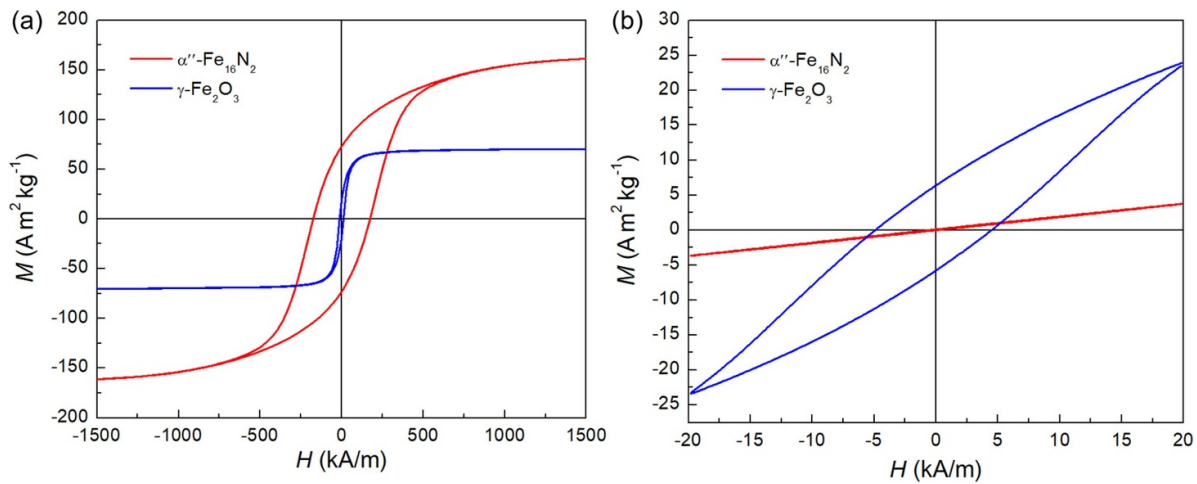 (a)
200
150
100
50
0
-50
-100
-150
-200
M (A m² kg⁻¹)
α''-Fe₁₆N₂
γ-Fe₂O₃
-1500 -1000 -500 0 500 1000 1500
H (kA/m)
(b)
30
25
20
15
10
5
0
-5
-10
-15
-20
-25
M (A m² kg⁻¹)
α''-Fe₁₆N₂
γ-Fe₂O₃
-20 -15 -10 -5 0 5 10 15 20
H (kA/m)